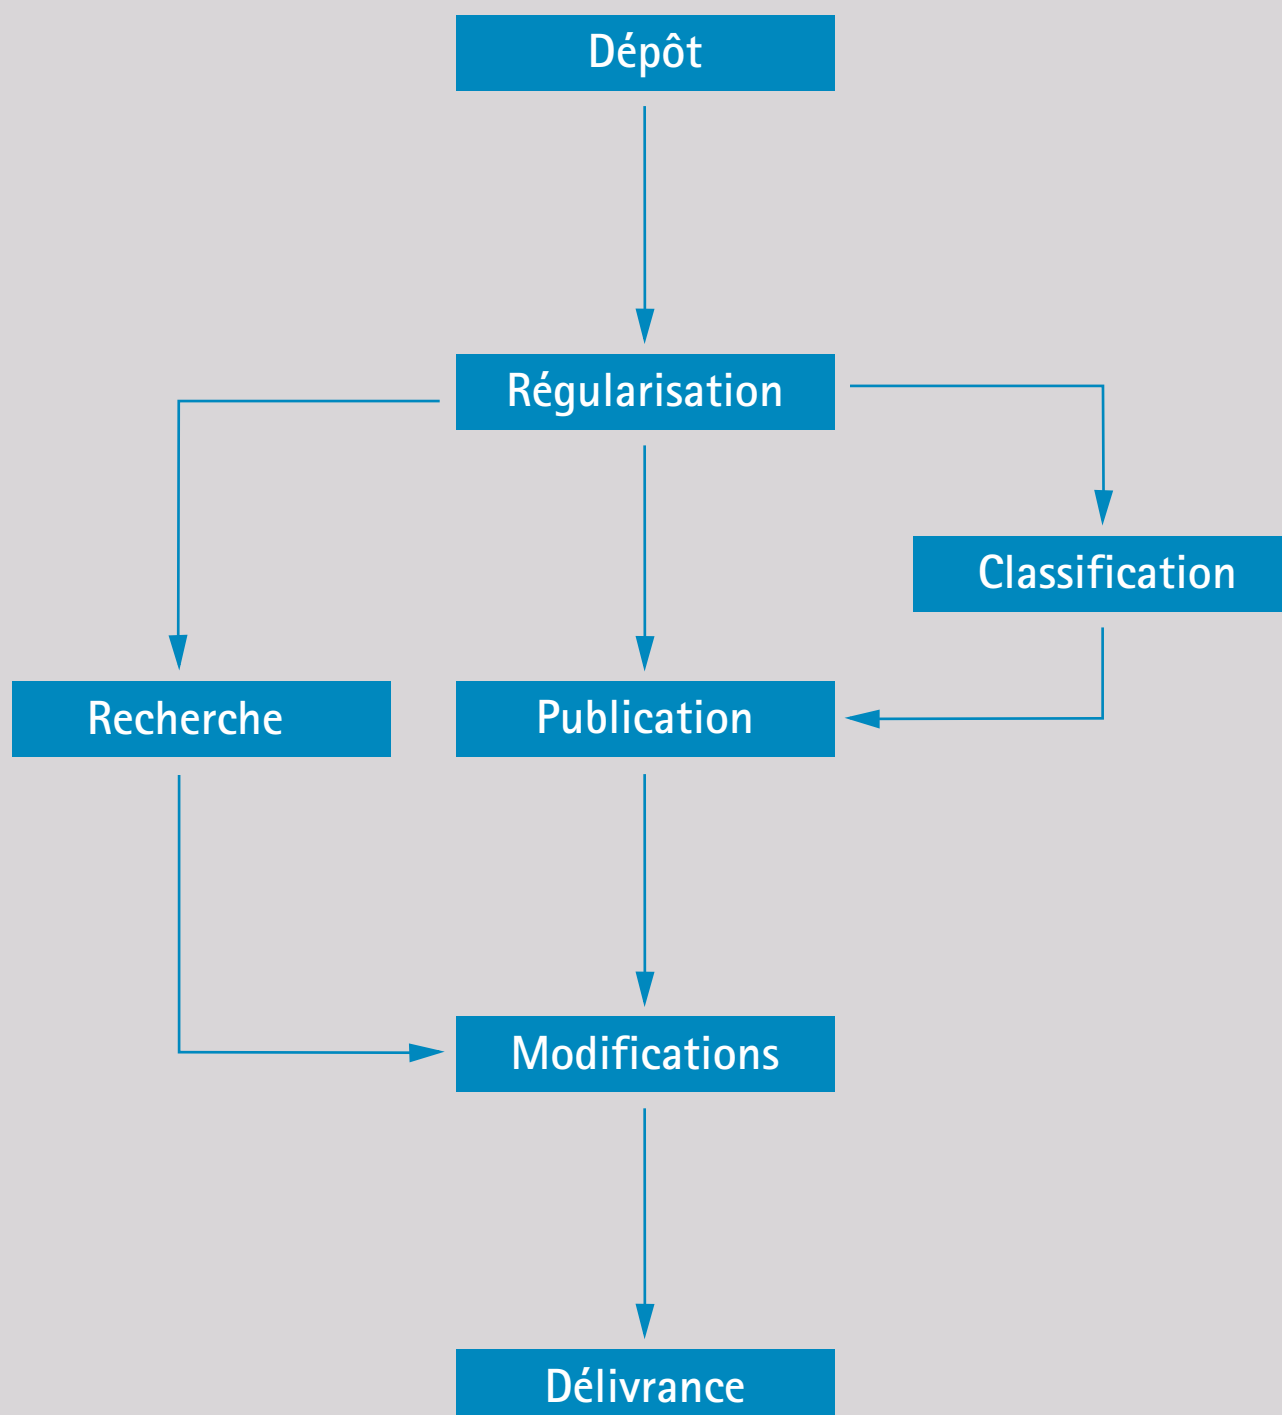 Dépôt
Régularisation
Classification
Recherche
Publication
Modifications
Délivrance